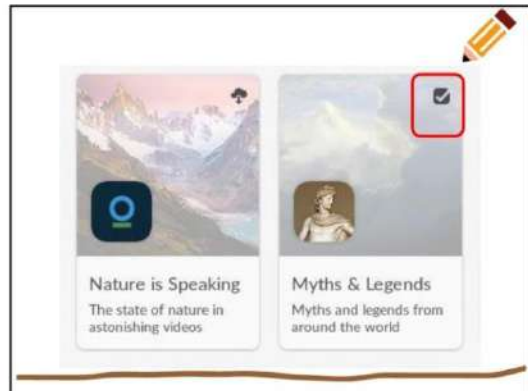 Nature is Speaking
The state of nature in
astonishing videos
Myths & Legends
Myths and legends from
around the world